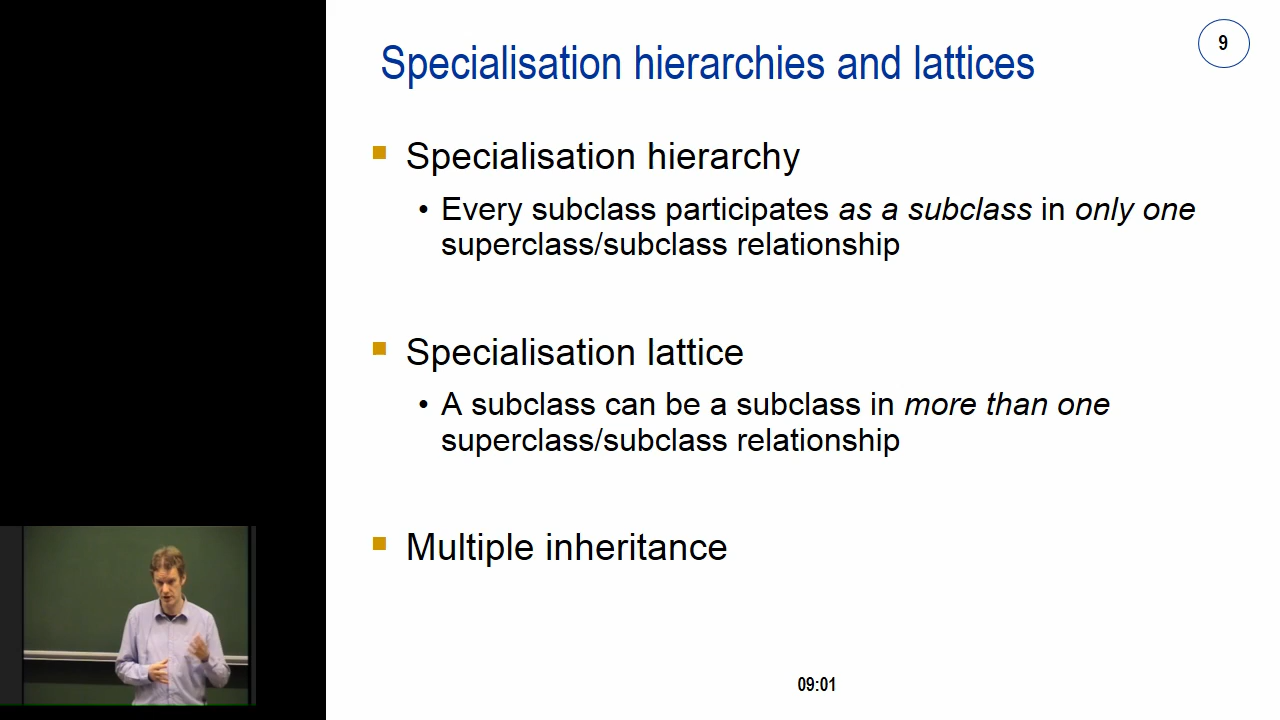 9
Specialisation hierarchies and lattices
Specialisation hierarchy
• Every subclass participates as a subclass in only one
superclass/subclass relationship
Specialisation lattice
• A subclass can be a subclass in more than one
superclass/subclass relationship
Multiple inheritance
09:01